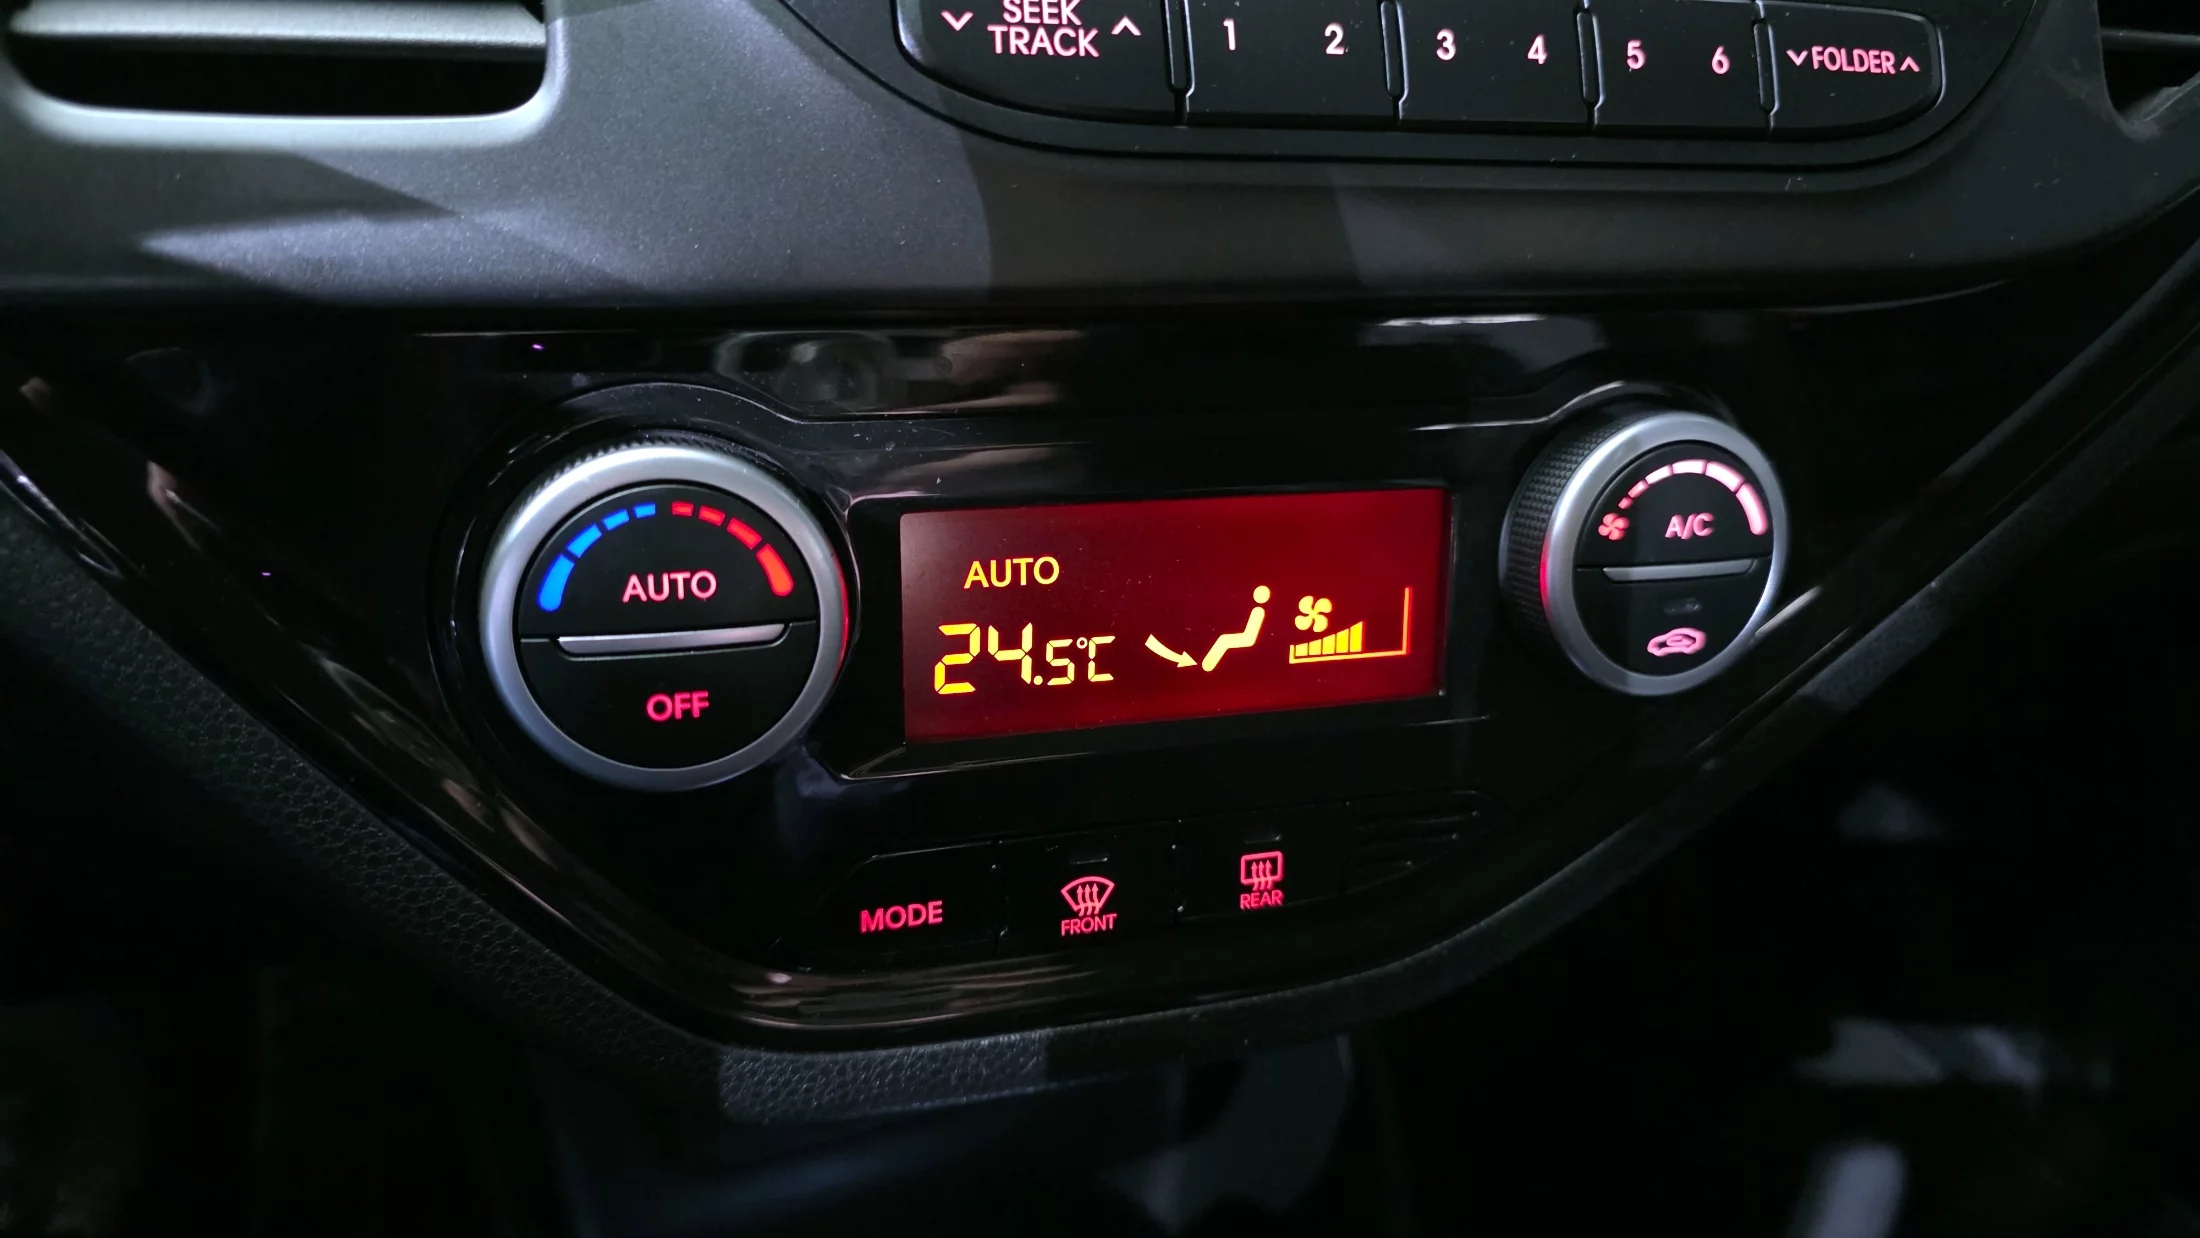 SEEK
TRACK
1 2 3 4 5 6
FOLDER
AUTO
OFF
AUTO
24.5°C
A/C
MODE
FRONT
REAR